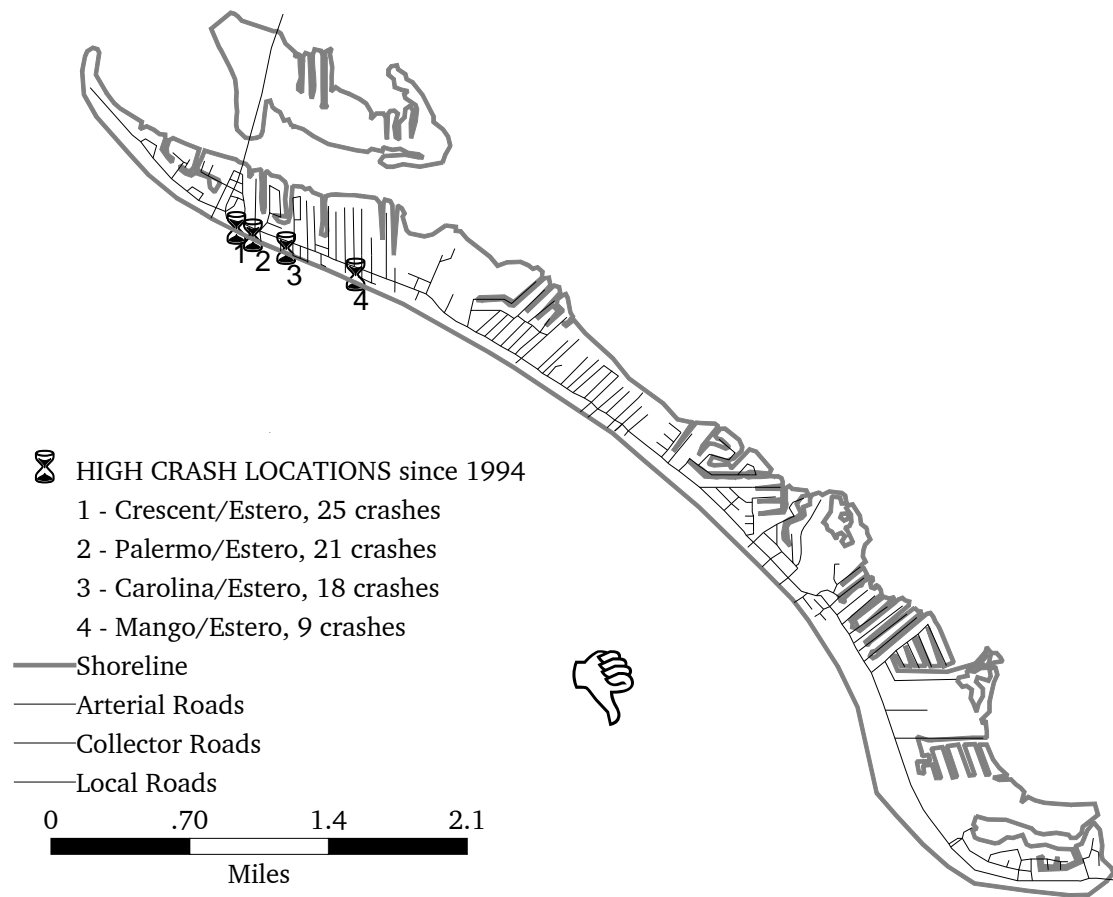 1
2
3
4
HIGH CRASH LOCATIONS since 1994
1 - Crescent/Estero, 25 crashes
2 - Palermo/Estero, 21 crashes
3 - Carolina/Estero, 18 crashes
4 - Mango/Estero, 9 crashes
Shoreline
Arterial Roads
Collector Roads
Local Roads
0 .70 1.4 2.1
Miles